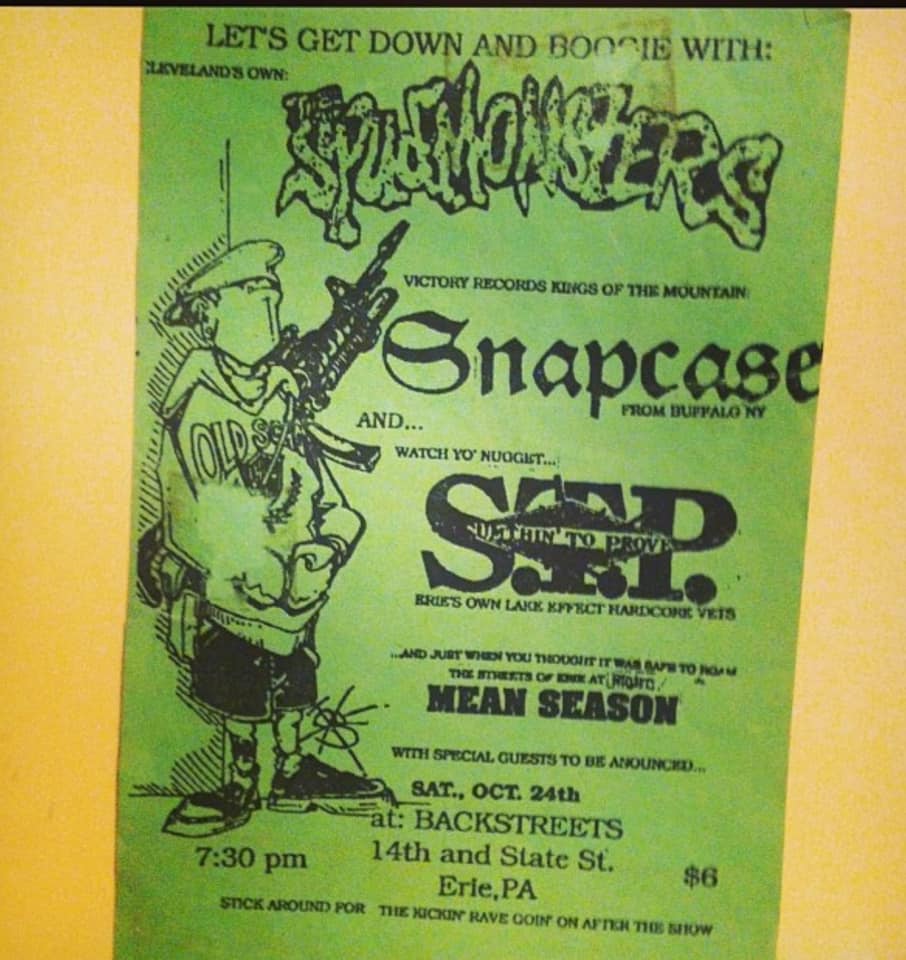 LET'S GET DOWN AND BOOGIE WITH:
CLEVELAND'S OWN:
SPUDMONSTERS
VICTORY RECORDS KINGS OF THE MOUNTAIN:
Snapcase
FROM BUFFALO NY
AND...
WATCH YO' NUGGET...
S.T.P.
SUMTHIN' TO PROVE
ERIE'S OWN LAKE EFFECT HARDCORE VETS
...AND JUST WHEN YOU THOUGHT IT WAS SAFE TO ROAM
THE STREETS OF ERIE AT NIGHT!
MEAN SEASON
WITH SPECIAL GUESTS TO BE ANOUNCED...
SAT., OCT. 24th
at: BACKSTREETS
7:30 pm
14th and State St.
$6
Erie,PA
STICK AROUND FOR THE KICKIN' RAVE GOIN' ON AFTER THE SHOW
OLD SC